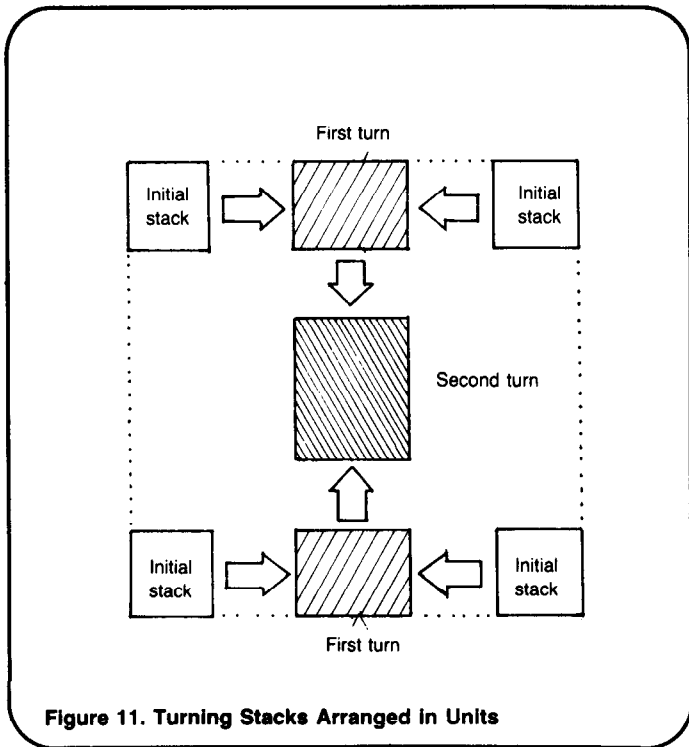 First turn
Initial
stack
Initial
stack
Second turn
Initial
stack
Initial
stack
First turn
Figure 11. Turning Stacks Arranged in Units